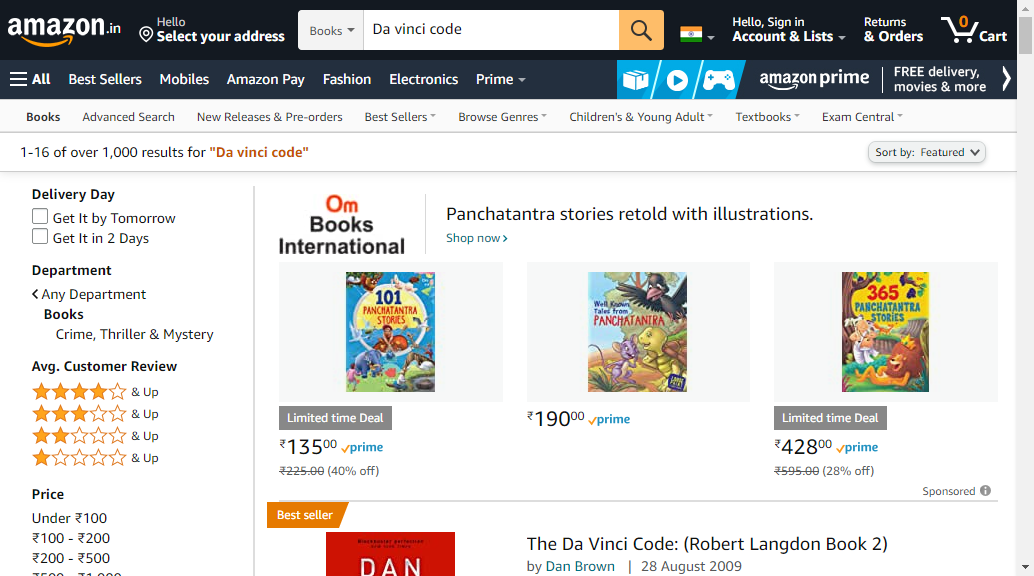 amazon.in
Hello
Select your address
Books
Da vinci code
Hello, Sign in
Account & Lists
Returns
& Orders
0
Cart
All
Best Sellers
Mobiles
Amazon Pay
Fashion
Electronics
Prime
amazon prime
FREE delivery,
movies & more
Books
Advanced Search
New Releases & Pre-orders
Best Sellers
Browse Genres
Children's & Young Adult
Textbooks
Exam Central
1-16 of over 1,000 results for "Da vinci code"
Sort by: Featured
Delivery Day
Get It by Tomorrow
Get It in 2 Days
Department
Any Department
Books
Crime, Thriller & Mystery
Avg. Customer Review
& Up
& Up
& Up
& Up
Price
Under ₹100
₹100 - ₹200
₹200 - ₹500
₹500 - ₹1,000
Om
Books
International
Panchatantra stories retold with illustrations.
Shop now
101
PANCHATANTRA
STORIES
Well Known
Tales from
PANCHATANTRA
365
PANCHATANTRA
STORIES
Limited time Deal
₹13500 prime
₹225.00 (40% off)
₹19000 prime
Limited time Deal
₹42800 prime
₹595.00 (28% off)
Sponsored
Best seller
DAN
The Da Vinci Code: (Robert Langdon Book 2)
by Dan Brown | 28 August 2009